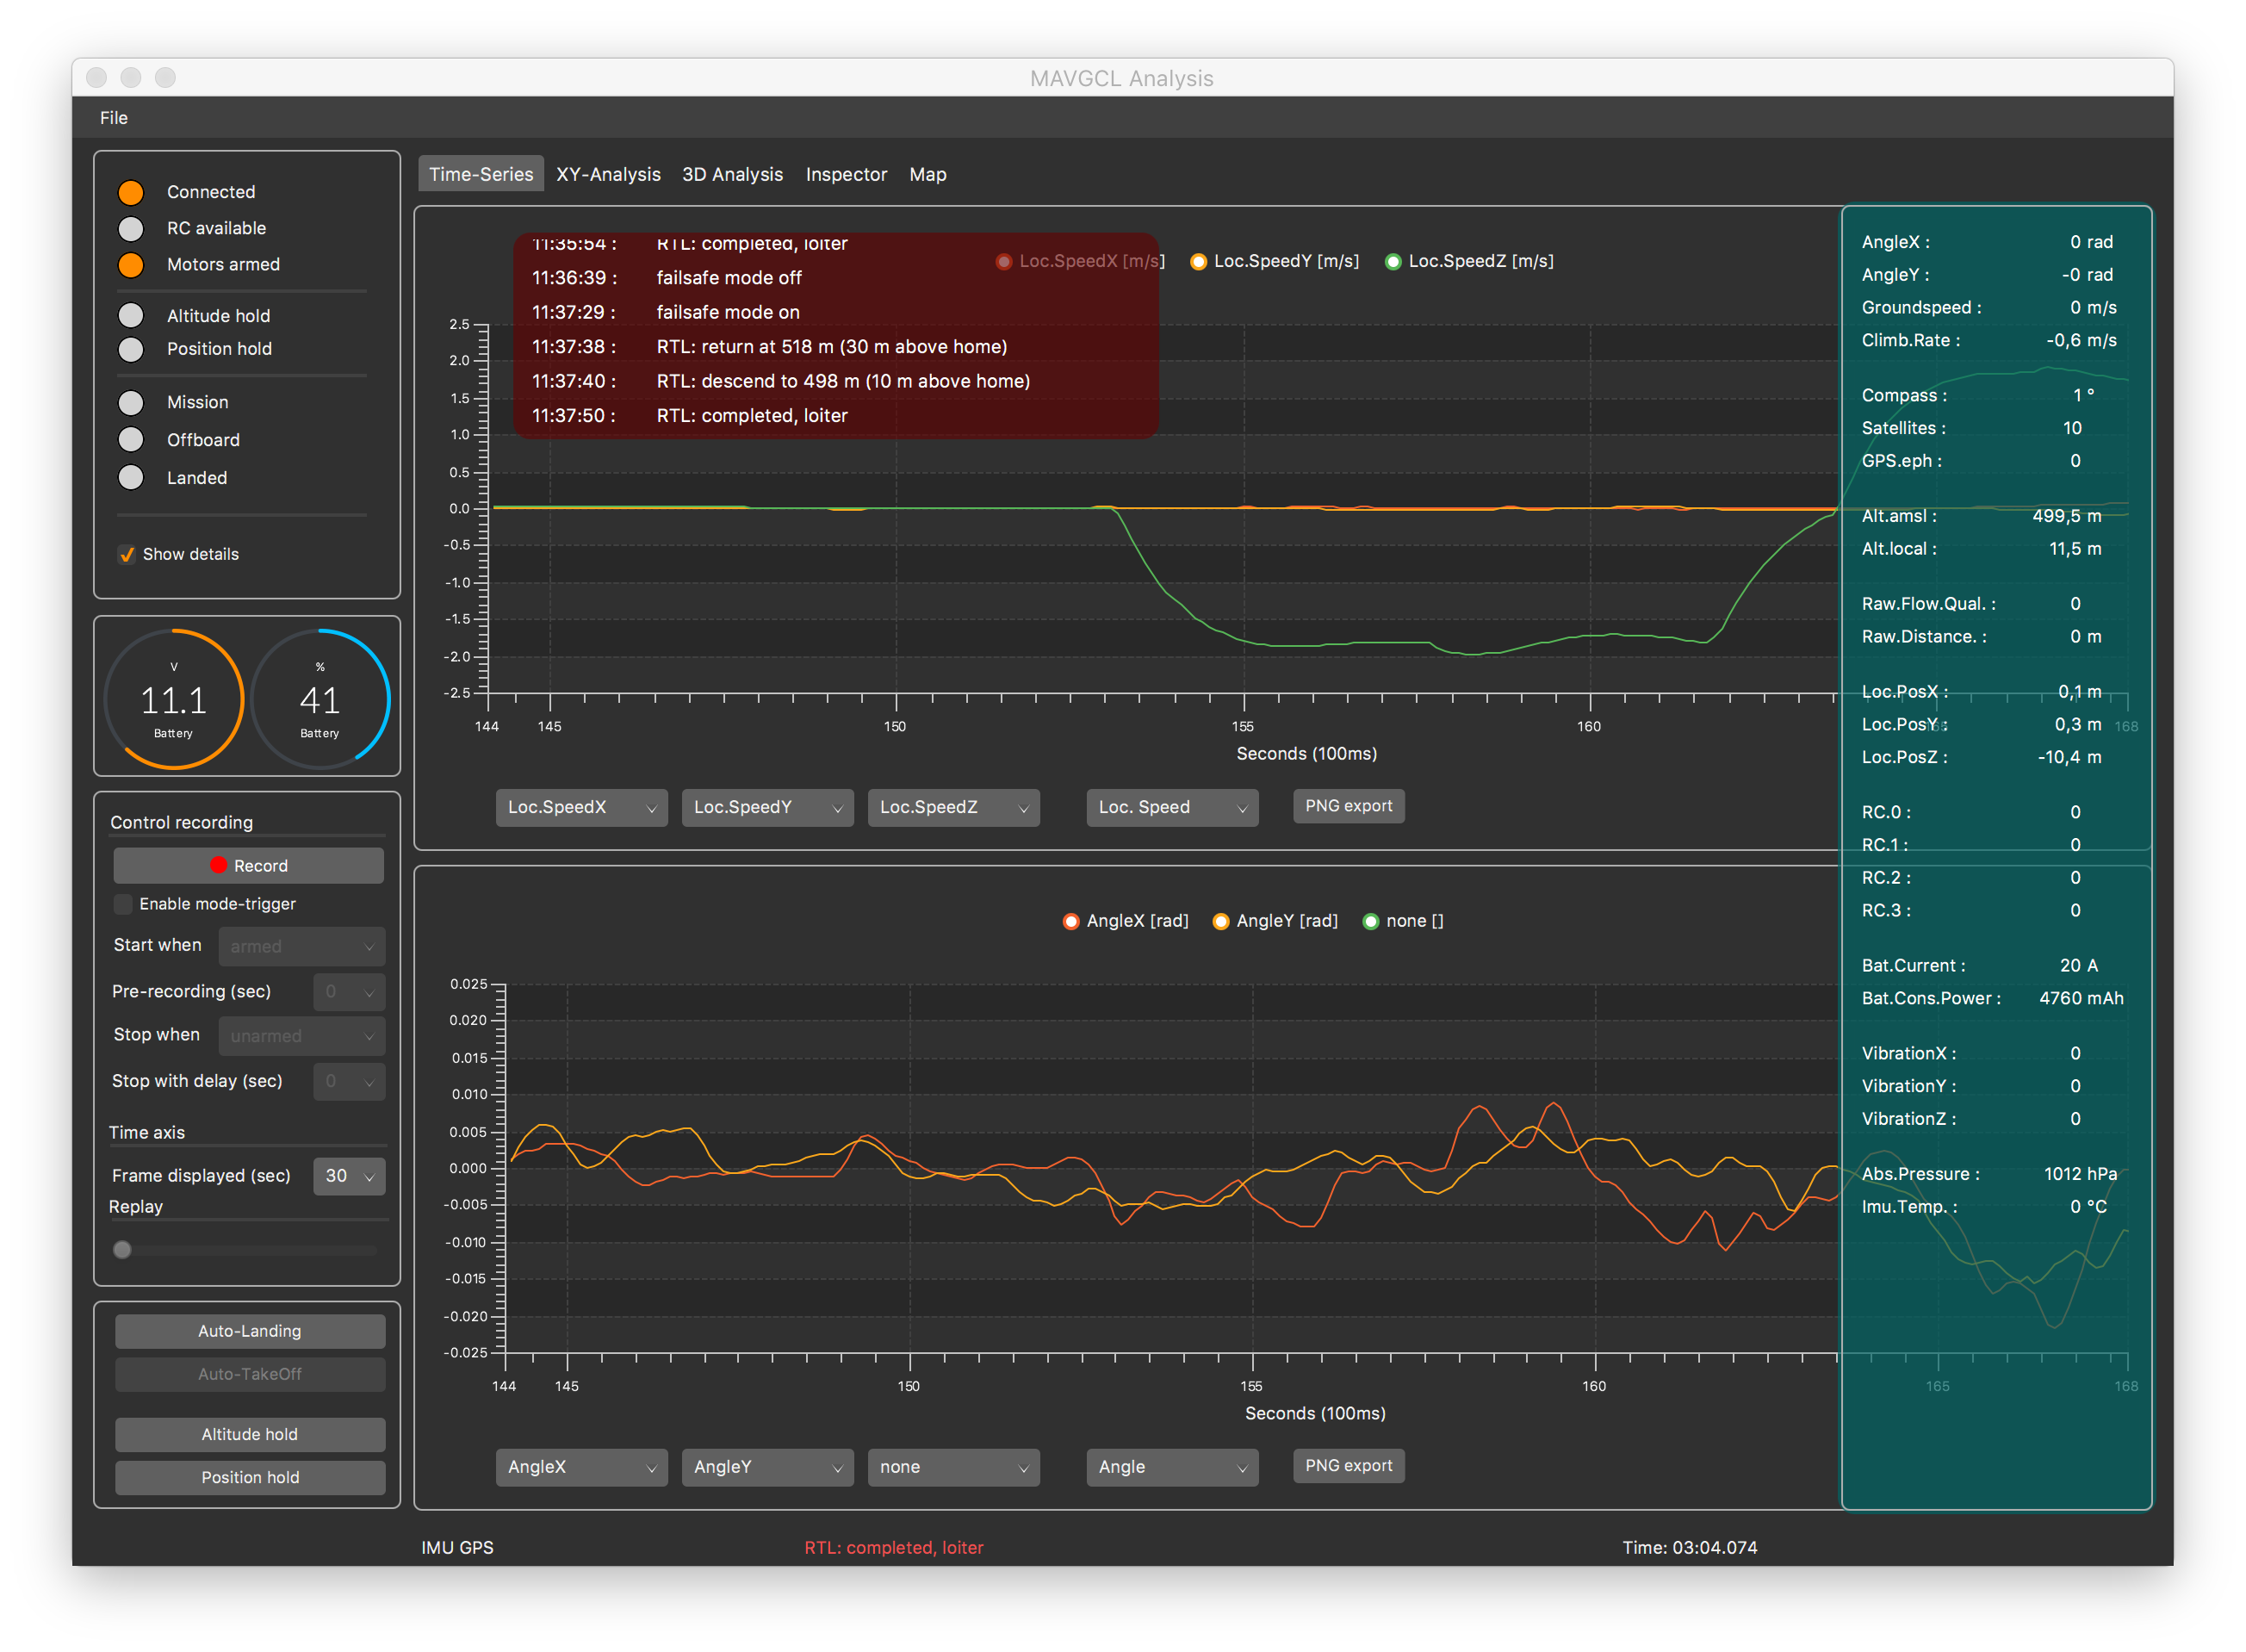 MAVGCL Analysis
File
Connected
RC available
Motors armed
Altitude hold
Position hold
Mission
Offboard
Landed
Show details
V
11.1
Battery
%
41
Battery
Control recording
Record
Enable mode-trigger
Start when armed
Pre-recording (sec) 0
Stop when unarmed
Stop with delay (sec) 0
Time axis
Frame displayed (sec) 30
Replay
Auto-Landing
Auto-TakeOff
Altitude hold
Position hold
Time-Series XY-Analysis 3D Analysis Inspector Map
11:35:54 : RTL: completed, loiter
11:36:39 : failsafe mode off
11:37:29 : failsafe mode on
11:37:38 : RTL: return at 518 m (30 m above home)
11:37:40 : RTL: descend to 498 m (10 m above home)
11:37:50 : RTL: completed, loiter
Loc.SpeedX [m/s] Loc.SpeedY [m/s] Loc.SpeedZ [m/s]
2.5
2.0
1.5
1.0
0.5
0.0
-0.5
-1.0
-1.5
-2.0
-2.5
144 145 150 155 160 165 168
Seconds (100ms)
Loc.SpeedX Loc.SpeedY Loc.SpeedZ Loc. Speed PNG export
AngleX [rad] AngleY [rad] none []
0.025
0.020
0.015
0.010
0.005
0.000
-0.005
-0.010
-0.015
-0.020
-0.025
144 145 150 155 160 165 168
Seconds (100ms)
AngleX AngleY none Angle PNG export
AngleX : 0 rad
AngleY : -0 rad
Groundspeed : 0 m/s
Climb.Rate : -0,6 m/s
Compass : 1 °
Satellites : 10
GPS.eph : 0
Alt.amsl : 499,5 m
Alt.local : 11,5 m
Raw.Flow.Qual. : 0
Raw.Distance. : 0 m
Loc.PosX : 0,1 m
Loc.PosY : 0,3 m
Loc.PosZ : -10,4 m
RC.0 : 0
RC.1 : 0
RC.2 : 0
RC.3 : 0
Bat.Current : 20 A
Bat.Cons.Power : 4760 mAh
VibrationX : 0
VibrationY : 0
VibrationZ : 0
Abs.Pressure : 1012 hPa
Imu.Temp. : 0 °C
IMU GPS RTL: completed, loiter Time: 03:04.074